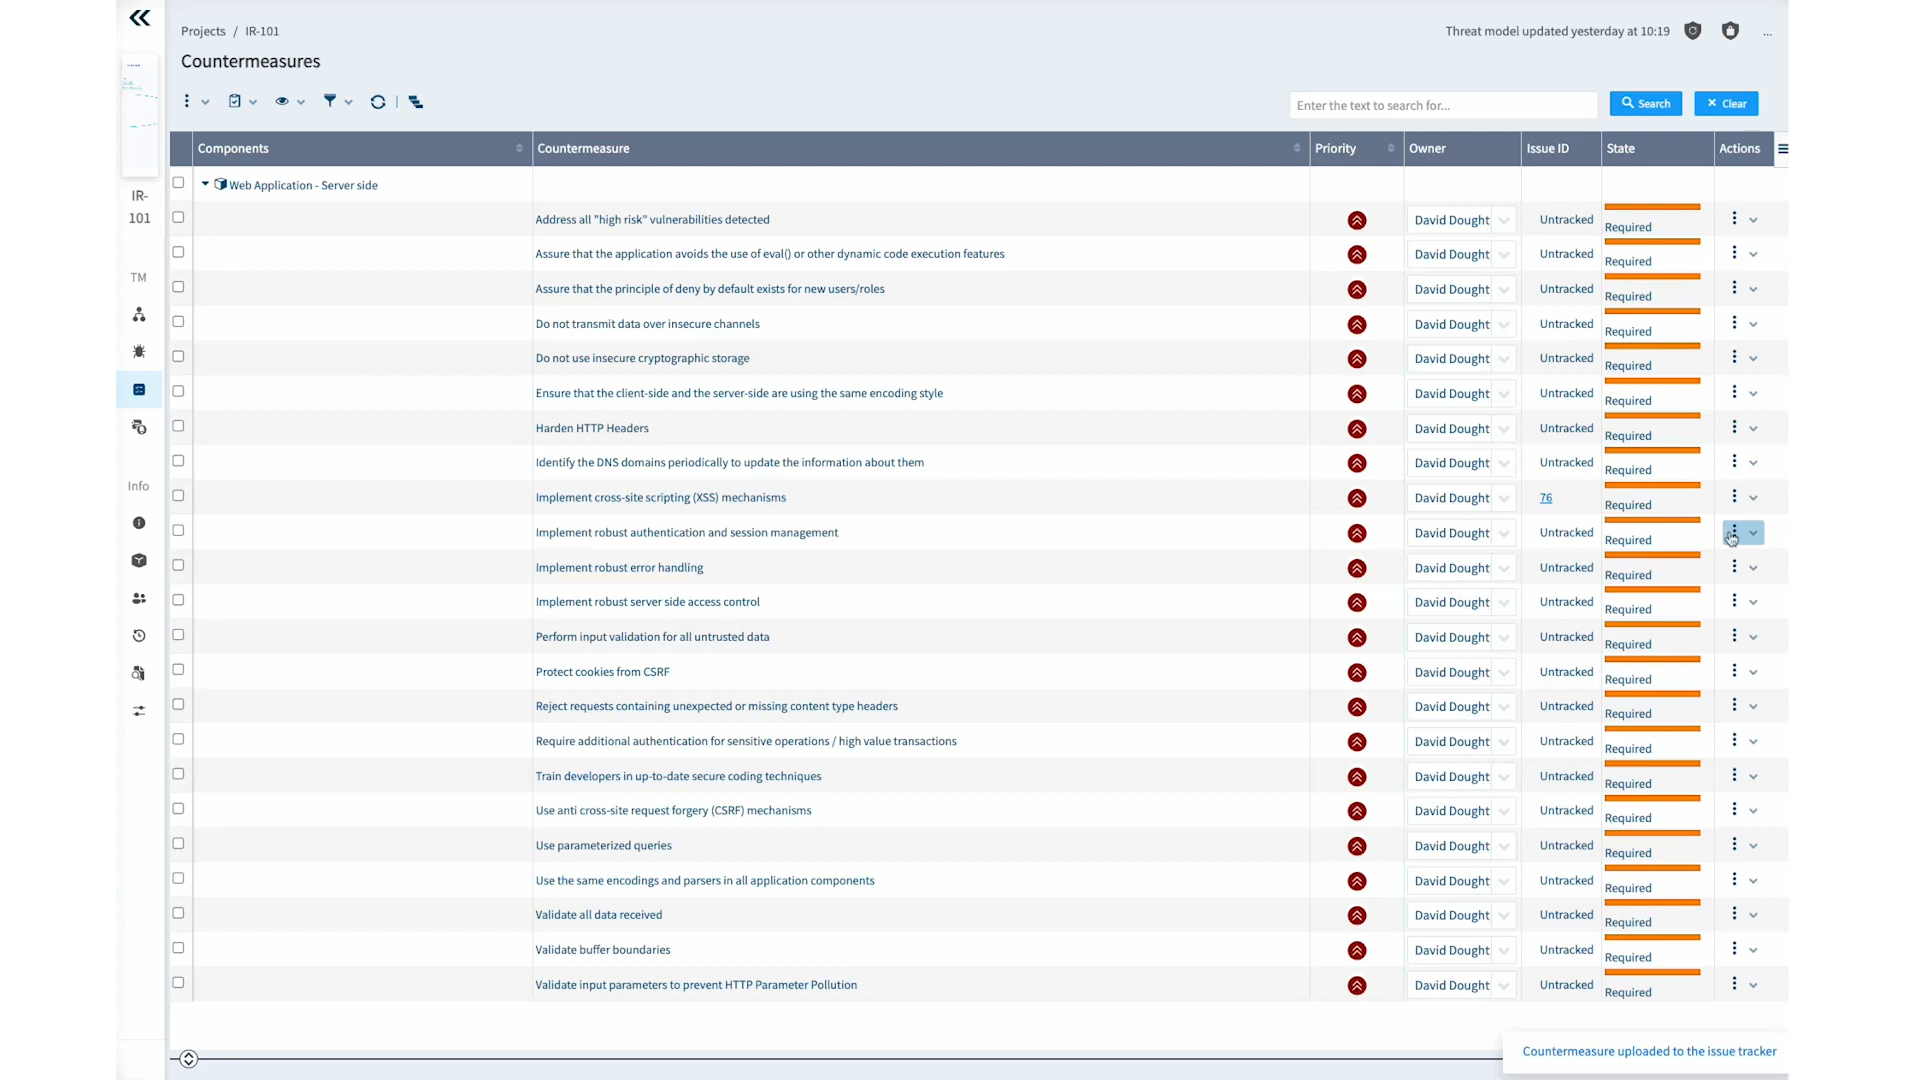 Projects / IR-101
Threat model updated yesterday at 10:19
...
Countermeasures
Enter the text to search for...
Search
Clear
Components
Countermeasure
Priority
Owner
Issue ID
State
Actions
IR-
101
TM
Info
Web Application - Server side
Address all "high risk" vulnerabilities detected David Dought Untracked Required
Assure that the application avoids the use of eval() or other dynamic code execution features David Dought Untracked Required
Assure that the principle of deny by default exists for new users/roles David Dought Untracked Required
Do not transmit data over insecure channels David Dought Untracked Required
Do not use insecure cryptographic storage David Dought Untracked Required
Ensure that the client-side and the server-side are using the same encoding style David Dought Untracked Required
Harden HTTP Headers David Dought Untracked Required
Identify the DNS domains periodically to update the information about them David Dought Untracked Required
Implement cross-site scripting (XSS) mechanisms David Dought 76 Required
Implement robust authentication and session management David Dought Untracked Required
Implement robust error handling David Dought Untracked Required
Implement robust server side access control David Dought Untracked Required
Perform input validation for all untrusted data David Dought Untracked Required
Protect cookies from CSRF David Dought Untracked Required
Reject requests containing unexpected or missing content type headers David Dought Untracked Required
Require additional authentication for sensitive operations / high value transactions David Dought Untracked Required
Train developers in up-to-date secure coding techniques David Dought Untracked Required
Use anti cross-site request forgery (CSRF) mechanisms David Dought Untracked Required
Use parameterized queries David Dought Untracked Required
Use the same encodings and parsers in all application components David Dought Untracked Required
Validate all data received David Dought Untracked Required
Validate buffer boundaries David Dought Untracked Required
Validate input parameters to prevent HTTP Parameter Pollution David Dought Untracked Required
Countermeasure uploaded to the issue tracker